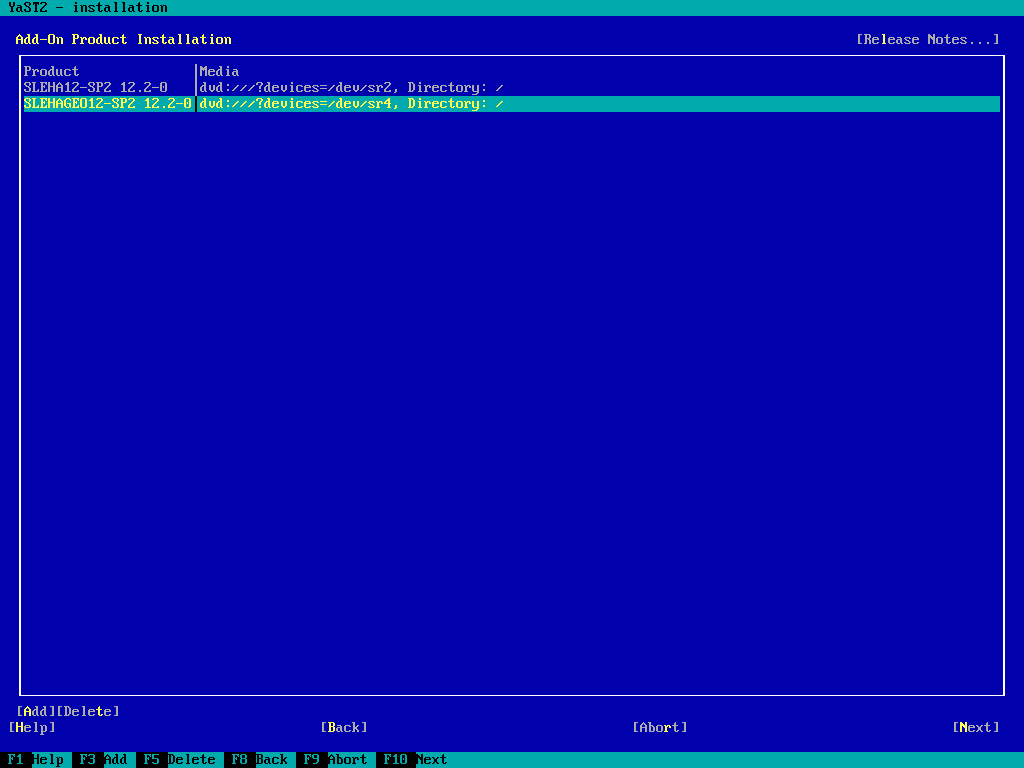 YaST2 - installation
Add-On Product Installation [Release Notes...]
Product |Media
SLEHA12-SP2 12.2-0 |dvd:///?devices=/dev/sr2, Directory: /
SLEHAGEO12-SP2 12.2-0|dvd:///?devices=/dev/sr4, Directory: /
[Add][Delete]
[Help] [Back] [Abort] [Next]
F1 Help F3 Add F5 Delete F8 Back F9 Abort F10 Next